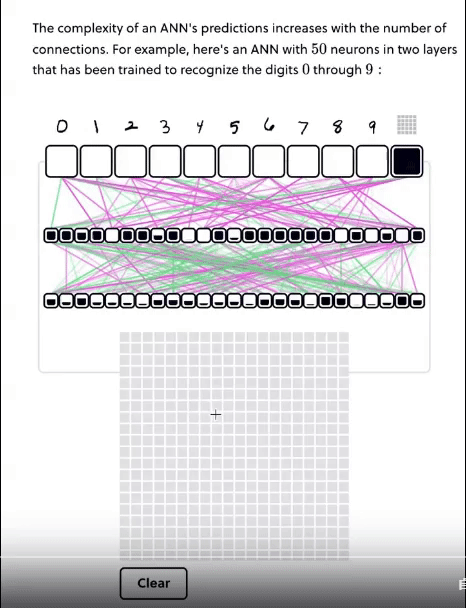 The complexity of an ANN's predictions increases with the number of
connections. For example, here's an ANN with 50 neurons in two layers
that has been trained to recognize the digits 0 through 9 :
0 1 2 3 4 5 6 7 8 9
Clear